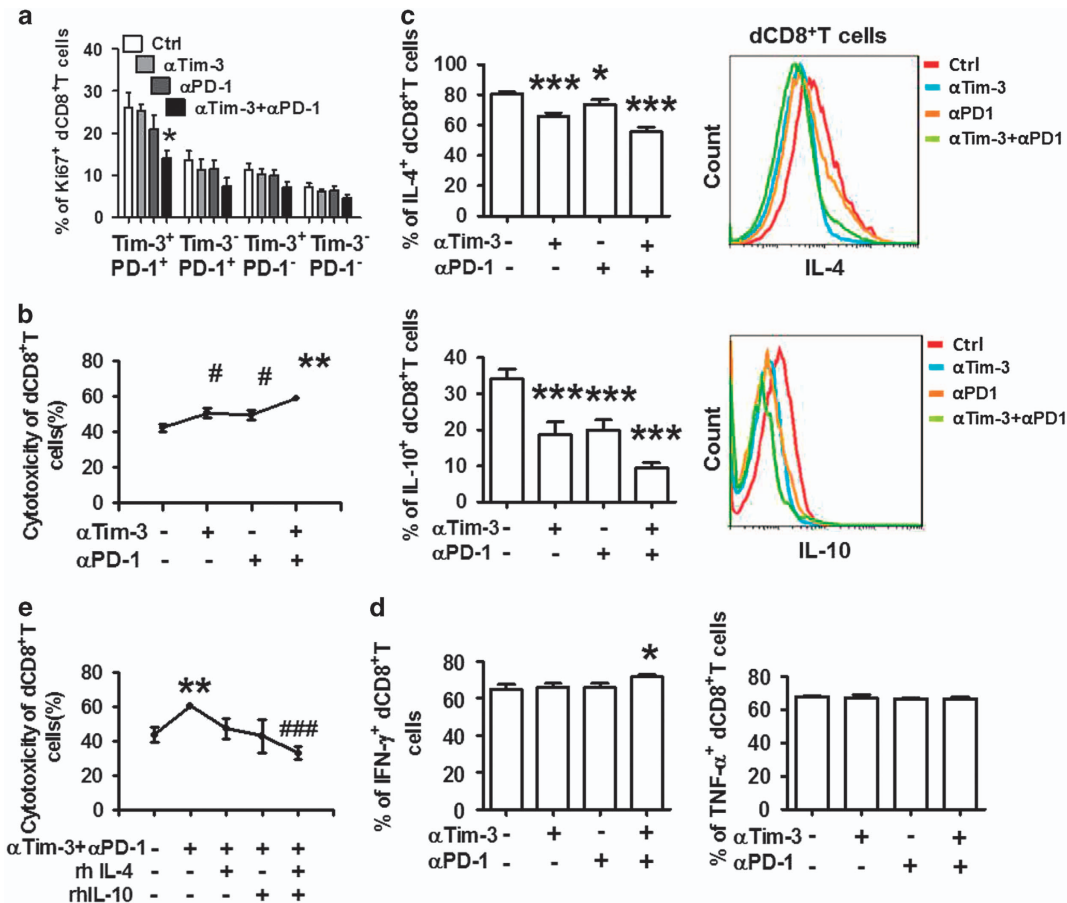 a
% of Ki67⁺ dCD8⁺T cells
40
30
20
10
0
Ctrl
αTim-3
αPD-1
αTim-3+αPD-1
*
Tim-3⁺ Tim-3⁻ Tim-3⁺ Tim-3⁻
PD-1⁺ PD-1⁺ PD-1⁻ PD-1⁻
b
Cytotoxicity of dCD8⁺T
cells(%)
80
60
40
20
0
# # **
αTim-3 - + - +
αPD-1 - - + +
c
% of IL-4⁺ dCD8⁺T cells
100
80
60
40
20
0
*** * ***
αTim-3 - + - +
αPD-1 - - + +
dCD8⁺T cells
Count
IL-4
Ctrl
αTim-3
αPD1
αTim-3+αPD1
% of IL-10⁺ dCD8⁺T cells
40
30
20
10
0
*** *** ***
αTim-3 - + - +
αPD-1 - - + +
Count
IL-10
Ctrl
αTim-3
αPD1
αTim-3+αPD1
e
Cytotoxicity of dCD8⁺T
cells(%)
80
60
40
20
0
** ###
αTim-3+αPD-1 - + + + +
rh IL-4 - - + - +
rhIL-10 - - - + +
d
% of IFN-γ⁺ dCD8⁺T
cells
80
60
40
20
0
*
αTim-3 - + - +
αPD-1 - - + +
% of TNF-α⁺ dCD8⁺T cells
80
60
40
20
0
αTim-3 - + - +
αPD-1 - - + +